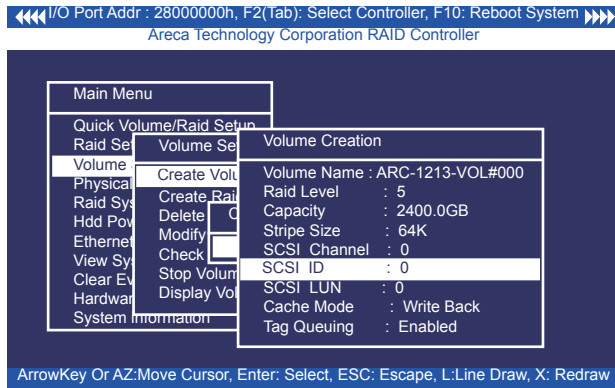 I/O Port Addr : 28000000h, F2(Tab): Select Controller, F10: Reboot System
Areca Technology Corporation RAID Controller
Main Menu
Quick Volume/Raid Setup
Raid Set
Volume
Physical
Raid Sys
Hdd Pow
Ethernet
View Sys
Clear Ev
Hardwar
System Information
Volume Se
Create Volu
Create Rai
Delete
Modify
Check
Stop Volum
Display Vol
C
Volume Creation
Volume Name : ARC-1213-VOL#000
Raid Level : 5
Capacity : 2400.0GB
Stripe Size : 64K
SCSI Channel : 0
SCSI ID : 0
SCSI LUN : 0
Cache Mode : Write Back
Tag Queuing : Enabled
ArrowKey Or AZ:Move Cursor, Enter: Select, ESC: Escape, L:Line Draw, X: Redraw